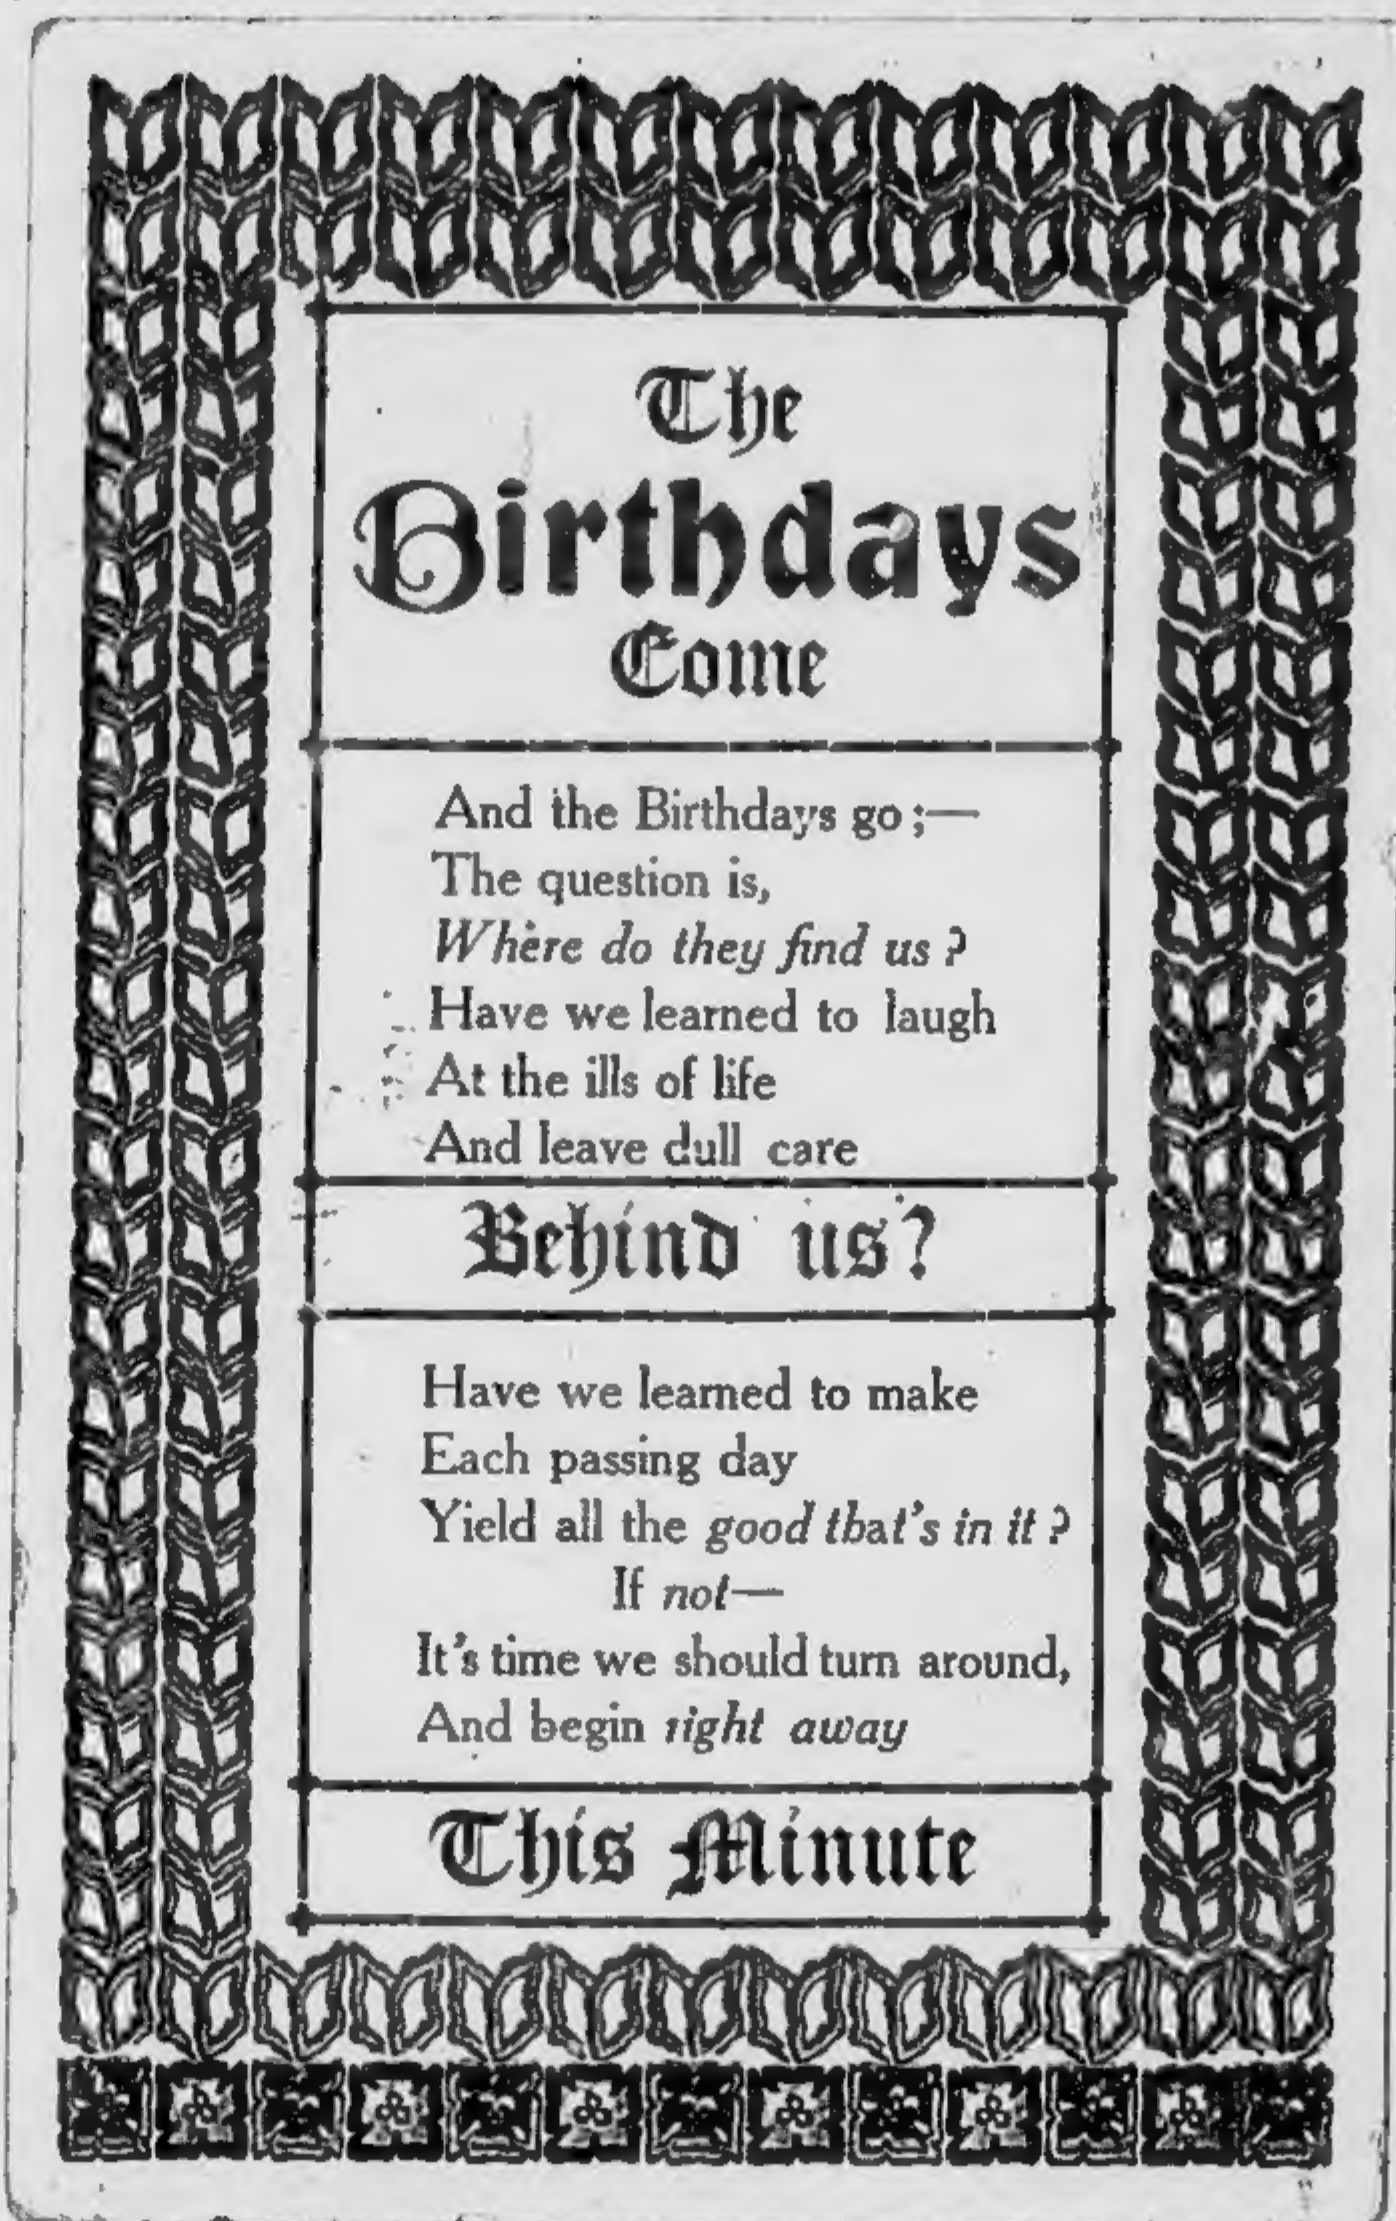 The
Birthdays
Come
And the Birthdays go;—
The question is,
Where do they find us?
Have we learned to laugh
At the ills of life
And leave dull care
Behind us?
Have we learned to make
Each passing day
Yield all the good that's in it?
If not—
It's time we should turn around,
And begin right away
This Minute